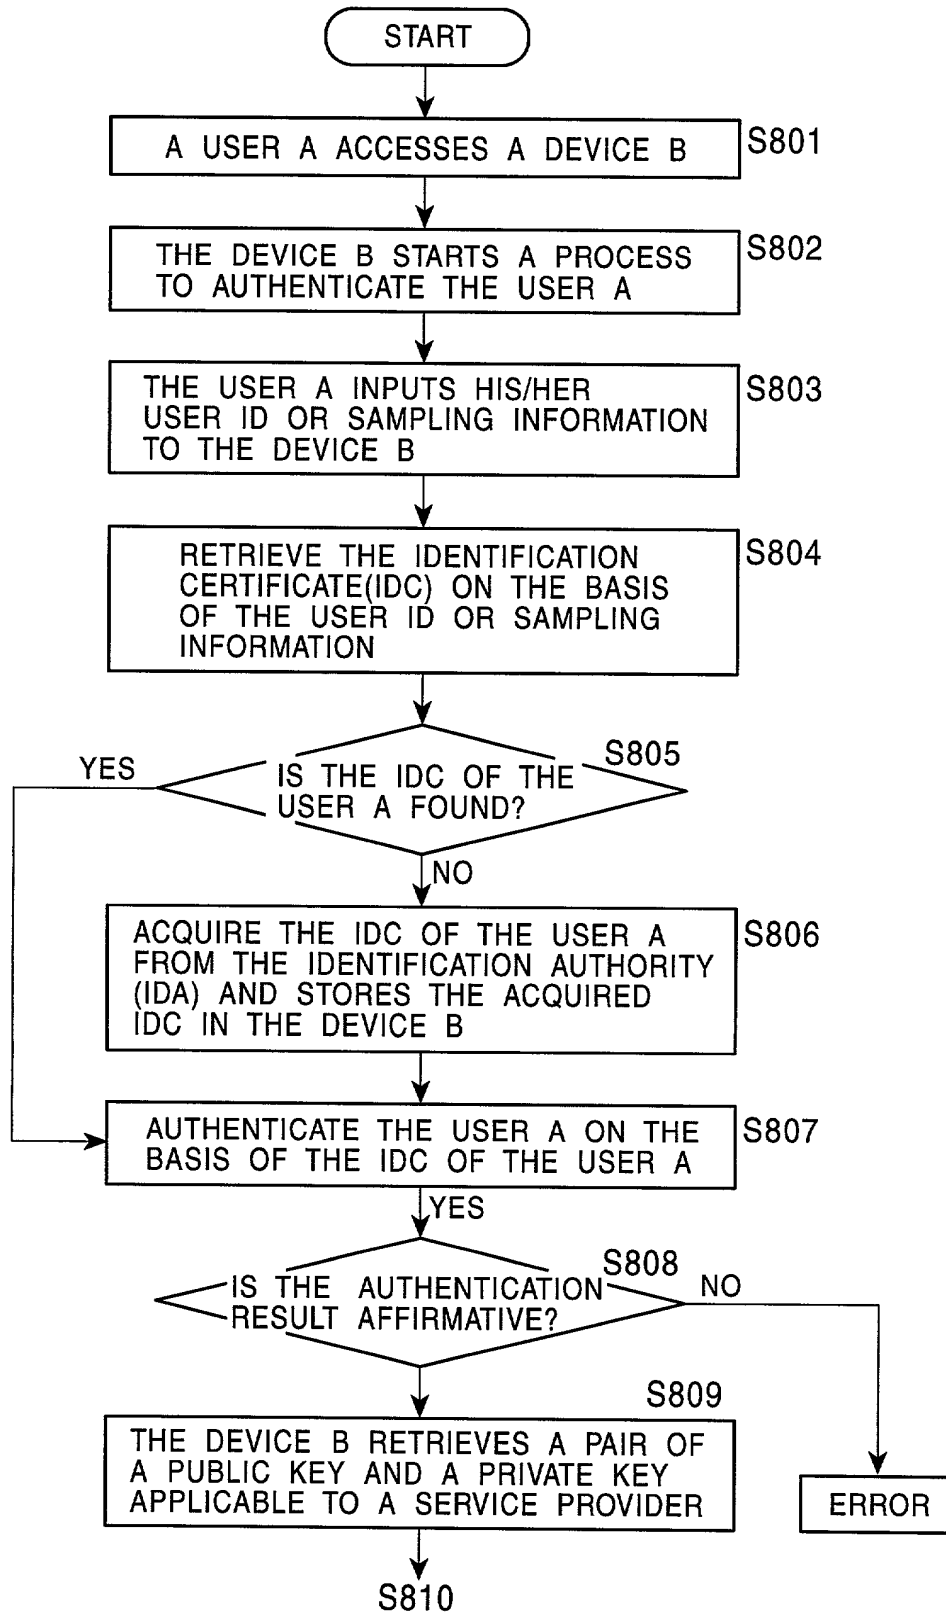 START
A USER A ACCESSES A DEVICE B
S801
THE DEVICE B STARTS A PROCESS
TO AUTHENTICATE THE USER A
S802
THE USER A INPUTS HIS/HER
USER ID OR SAMPLING INFORMATION
TO THE DEVICE B
S803
RETRIEVE THE IDENTIFICATION
CERTIFICATE(IDC) ON THE BASIS
OF THE USER ID OR SAMPLING
INFORMATION
S804
S805
YES
IS THE IDC OF THE
USER A FOUND?
NO
ACQUIRE THE IDC OF THE USER A
FROM THE IDENTIFICATION AUTHORITY
(IDA) AND STORES THE ACQUIRED
IDC IN THE DEVICE B
S806
AUTHENTICATE THE USER A ON THE
BASIS OF THE IDC OF THE USER A
S807
YES
S808
IS THE AUTHENTICATION
RESULT AFFIRMATIVE?
NO
S809
THE DEVICE B RETRIEVES A PAIR OF
A PUBLIC KEY AND A PRIVATE KEY
APPLICABLE TO A SERVICE PROVIDER
ERROR
S810